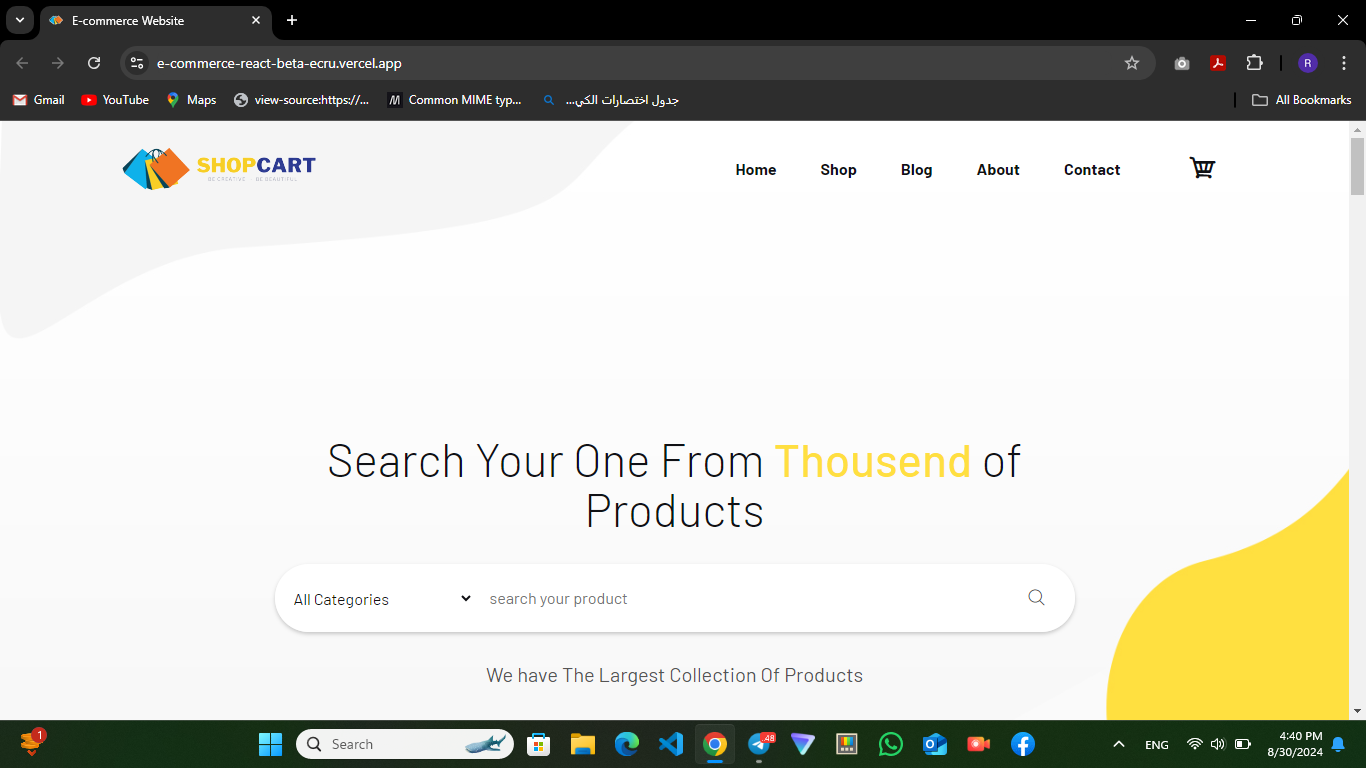 E-commerce Website
e-commerce-react-beta-ecru.vercel.app
R
Gmail
YouTube
Maps
view-source:https://...
M
Common MIME typ...
جدول اختصارات الكي...
All Bookmarks
SHOPCART
BE CREATIVE BE BEAUTIFUL
Home
Shop
Blog
About
Contact
Search Your One From Thousend of
Products
All Categories
search your product
We have The Largest Collection Of Products
1
Search
.48
ENG
4:40 PM
8/30/2024